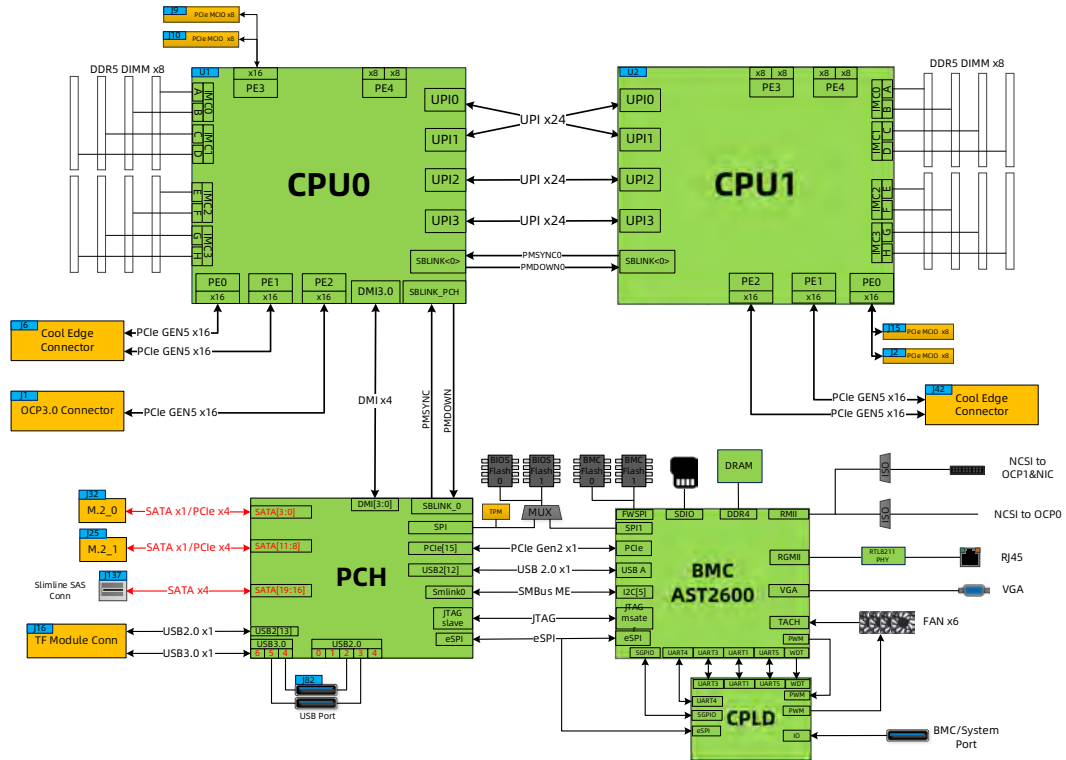 J9
PCIe MCIO x8
J10
PCIe MCIO x8
DDR5 DIMM x8
U1
x16
PE3
x8 x8
PE4
U2
x8 x8
PE3
x8 x8
PE4
DDR5 DIMM x8
A
B
IMC0
C
D
IMC1
E
F
IMC2
G
H
IMC3
CPU0
UPI0
UPI1
UPI2
UPI3
SBLINK<0>
UPI x24
UPI x24
UPI x24
PMSYNC0
PMDOWN0
UPI0
UPI1
UPI2
UPI3
SBLINK<0>
CPU1
IMC0
A
B
IMC1
C
D
IMC2
E
F
IMC3
G
H
PE0
x16
PE1
x16
PE2
x16
DMI3.0
SBLINK_PCH
PE2
x16
PE1
x16
PE0
x16
J6
Cool Edge
Connector
PCIe GEN5 x16
PCIe GEN5 x16
J1
OCP3.0 Connector
PCIe GEN5 x16
DMI x4
PMSYNC
PMDOWN
J15
PCIe MCIO x8
J2
PCIe MCIO x8
PCIe GEN5 x16
PCIe GEN5 x16
J42
Cool Edge
Connector
BIOS
Flash
0
BIOS
Flash
1
BMC
Flash
0
BMC
Flash
1
DRAM
ISO
NCSI to
OCP1&NIC
ISO
NCSI to OCP0
TPM
MUX
J32
M.2_0
SATA x1/PCIe x4
J25
M.2_1
SATA x1/PCIe x4
Slimline SAS
Conn
J137
SATA x4
J16
TF Module Conn
USB2.0 x1
USB3.0 x1
PCH
DMI[3:0]
SBLINK_0
SATA[3:0]
SPI
SATA[11:8]
PCIe[15]
USB2[12]
SATA[19:16]
Smlink0
JTAG
slave
USB2[13]
eSPI
USB3.0
6 5 4
USB2.0
0 1 2 3 4
J82
USB Port
PCIe Gen2 x1
USB 2.0 x1
SMBus ME
JTAG
eSPI
FWSPI
SDIO
DDR4
RMII
SPI1
PCIe
USB A
I2C[5]
JTAG
msate
r
eSPI
BMC
AST2600
RGMII
VGA
TACH
PWM
SGPIO
UART4
UART3
UART1
UART5
WDT
RTL8211
PHY
RJ45
VGA
FAN x6
UART3
UART1
UART5
WDT
PWM
UART4
PWM
SGPIO
CPLD
eSPI
IO
BMC/System
Port